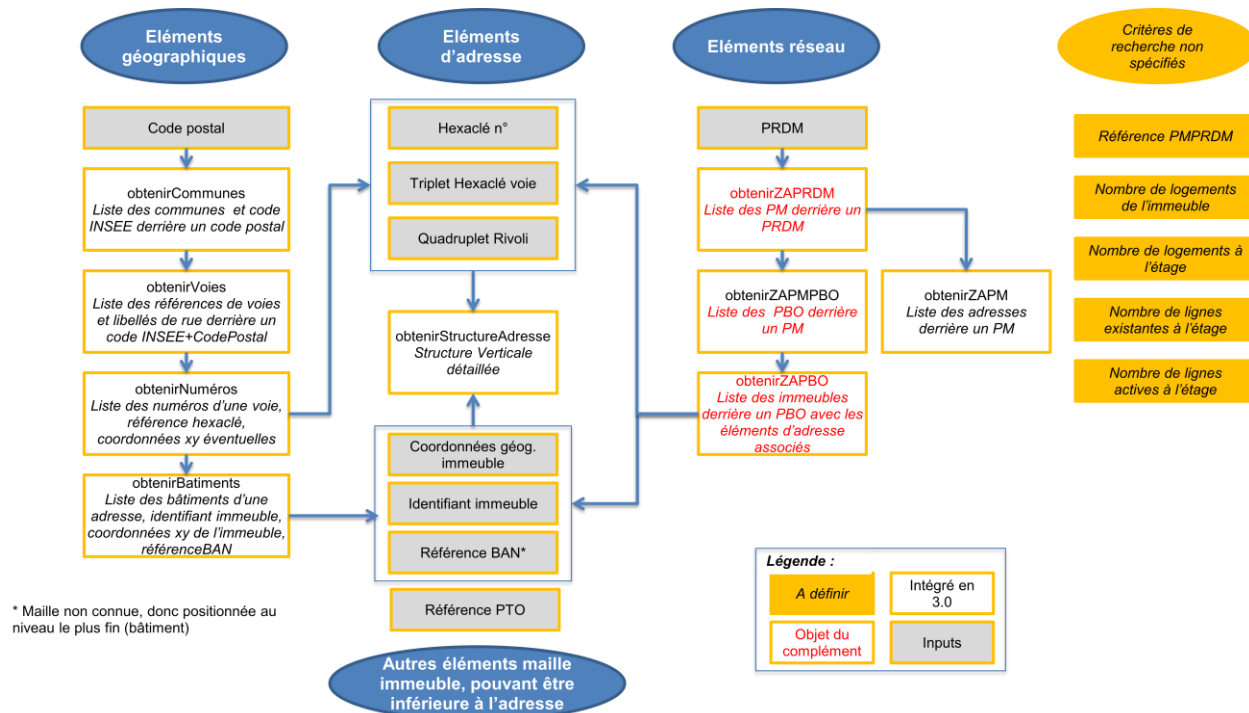 Eléments
géographiques
Code postal
obtenirCommunes
Liste des communes et code
INSEE derrière un code postal
obtenirVoies
Liste des références de voies
et libellés de rue derrière un
code INSEE+CodePostal
obtenirNuméros
Liste des numéros d'une voie,
référence hexaclé,
coordonnées xy éventuelles
obtenirBatiments
Liste des bâtiments d'une
adresse, identifiant immeuble,
coordonnées xy de l'immeuble,
référenceBAN
* Maille non connue, donc positionnée au
niveau le plus fin (bâtiment)
Eléments
d'adresse
Hexaclé n°
Triplet Hexaclé voie
Quadruplet Rivoli
obtenirStructureAdresse
Structure Verticale
détaillée
Coordonnées géog.
immeuble
Identifiant immeuble
Référence BAN*
Référence PTO
Autres éléments maille
immeuble, pouvant être
inférieure à l'adresse
Eléments réseau
PRDM
obtenirZAPRDM
Liste des PM derrière un
PRDM
obtenirZAPMPBO
Liste des PBO derrière
un PM
obtenirZAPBO
Liste des immeubles
derrière un PBO avec les
éléments d'adresse
associés
obtenirZAPM
Liste des adresses
derrière un PM
Critères de
recherche non
spécifiés
Référence PMPRDM
Nombre de logements
de l'immeuble
Nombre de logements à
l'étage
Nombre de lignes
existantes à l'étage
Nombre de lignes
actives à l'étage
Légende :
A définir
Intégré en
3.0
Objet du
complément
Inputs